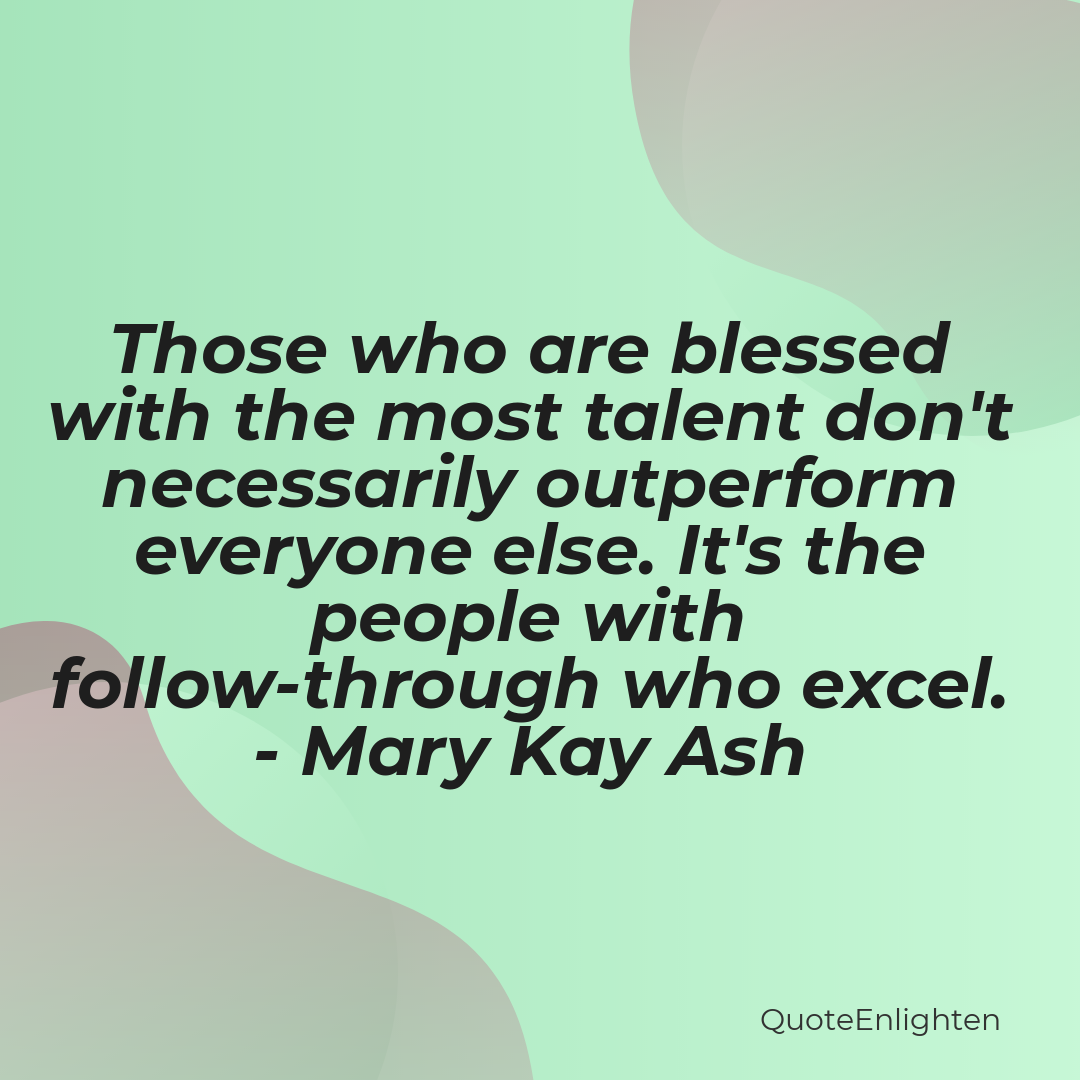 Those who are blessed
with the most talent don't
necessarily outperform
everyone else. It's the
people with
follow-through who excel.
- Mary Kay Ash
QuoteEnlighten